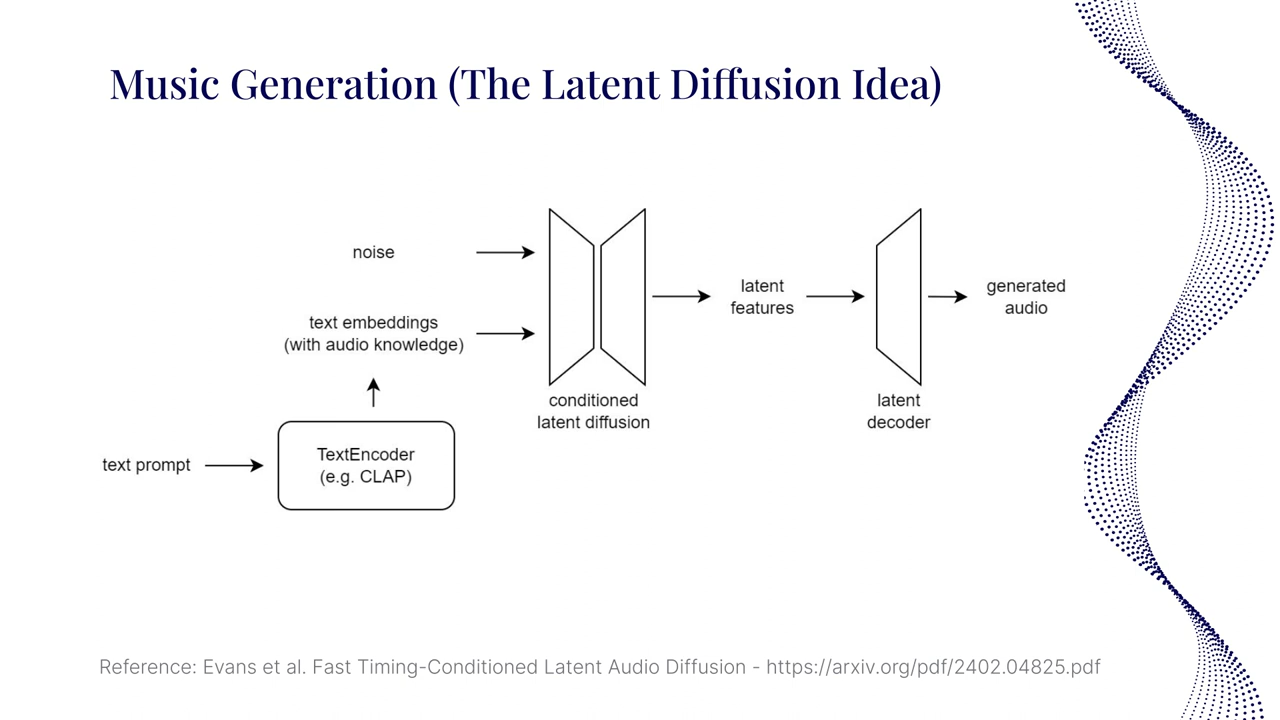 Music Generation (The Latent Diffusion Idea)
noise
text embeddings
(with audio knowledge)
conditioned
latent diffusion
latent
features
latent
decoder
generated
audio
text prompt
TextEncoder
(e.g. CLAP)
Reference: Evans et al. Fast Timing-Conditioned Latent Audio Diffusion - https://arxiv.org/pdf/2402.04825.pdf